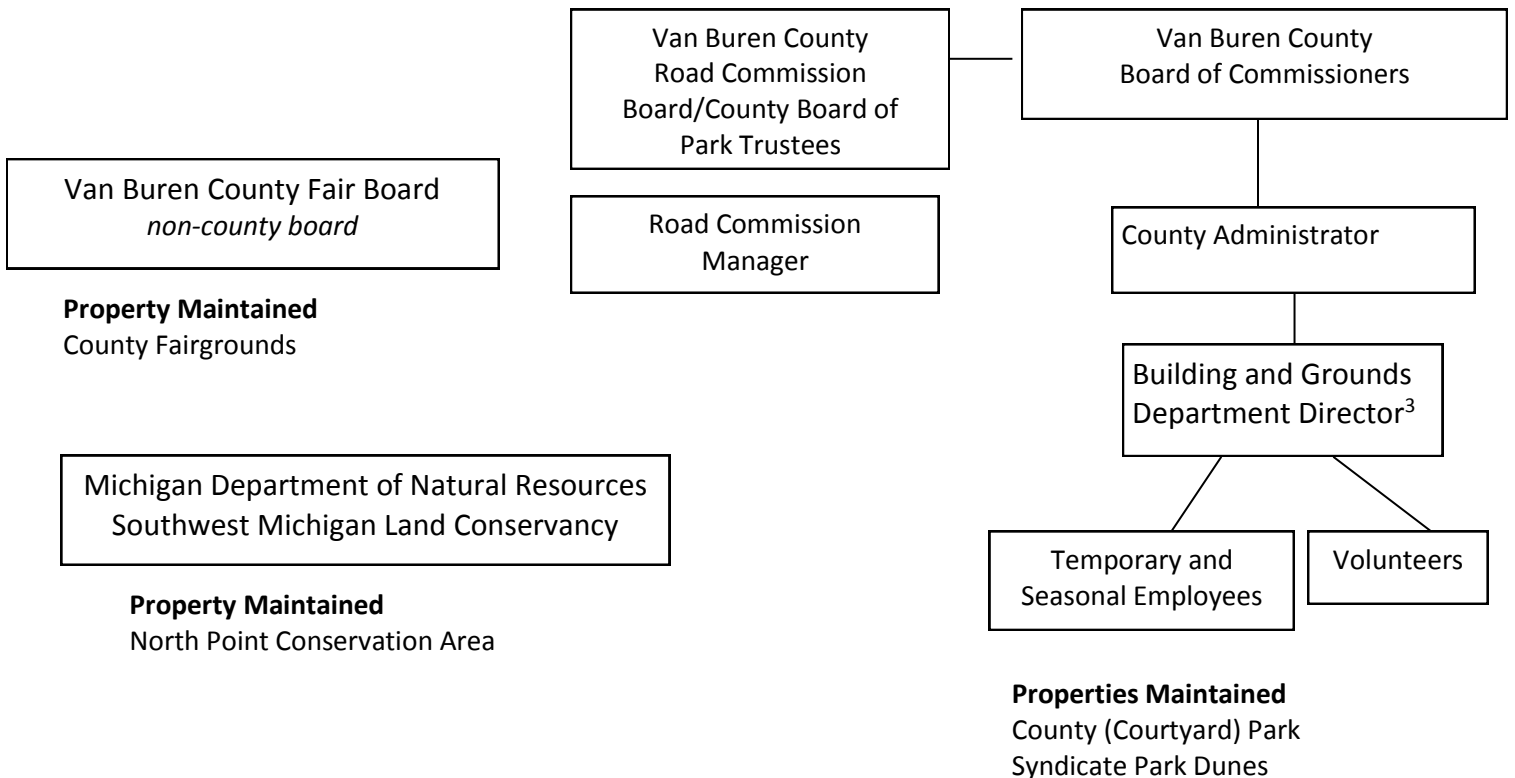 Van Buren County
Road Commission
Board/County Board of
Park Trustees
Van Buren County
Board of Commissioners
Van Buren County Fair Board
non-county board
Road Commission
Manager
County Administrator
Property Maintained
County Fairgrounds
Building and Grounds
Department Director³
Michigan Department of Natural Resources
Southwest Michigan Land Conservancy
Temporary and
Seasonal Employees
Volunteers
Property Maintained
North Point Conservation Area
Properties Maintained
County (Courtyard) Park
Syndicate Park Dunes